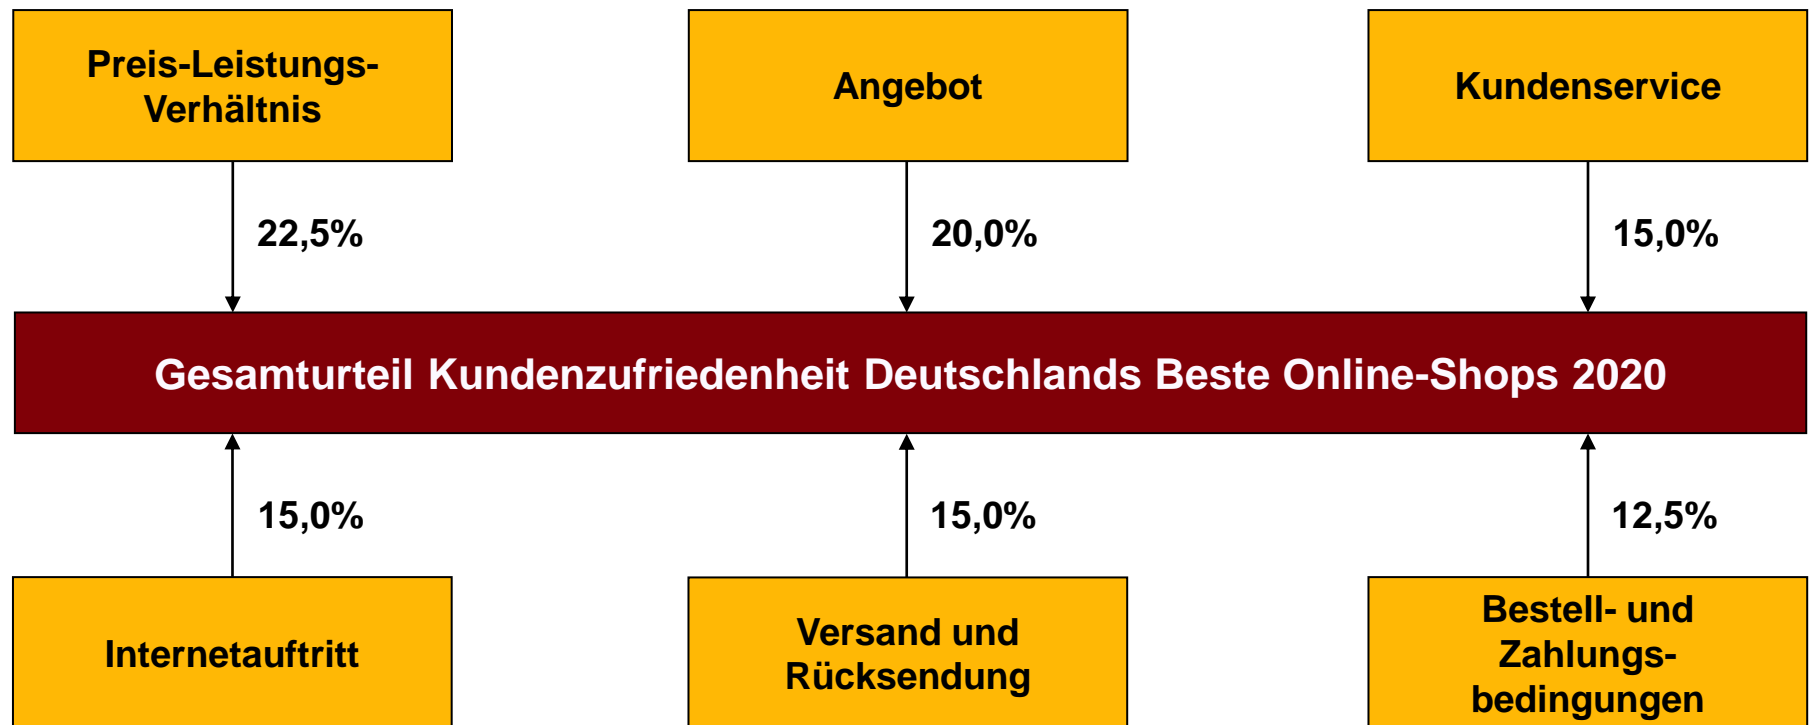 Preis-Leistungs-
Verhältnis
Angebot
Kundenservice
22,5%
20,0%
15,0%
Gesamturteil Kundenzufriedenheit Deutschlands Beste Online-Shops 2020
15,0%
15,0%
12,5%
Internetauftritt
Versand und
Rücksendung
Bestell- und
Zahlungs-
bedingungen